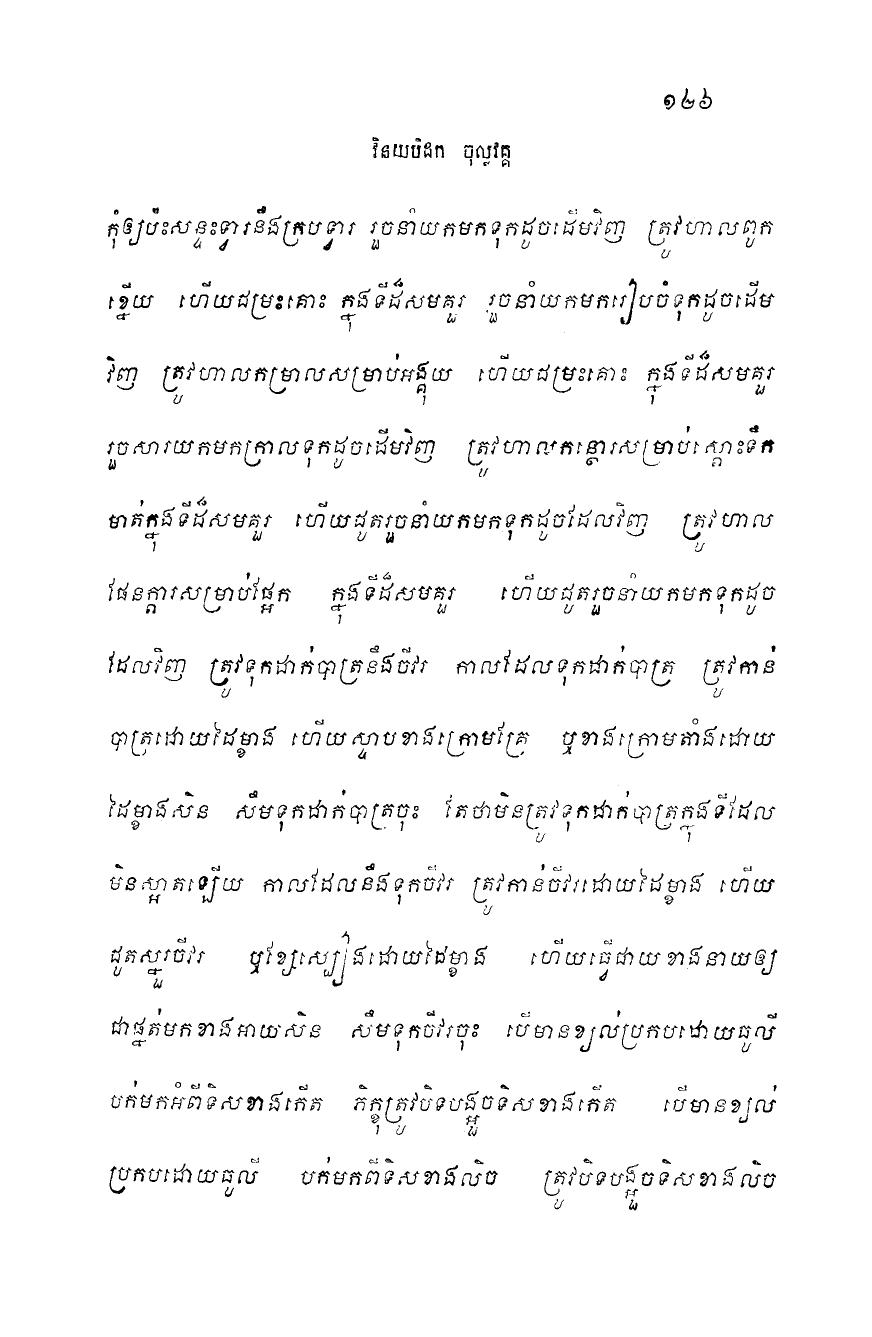 ១៤៦
វិនយបិដក ចុល្លវគ្គ
កុំឲ្យប៉ះសន្ទះទ្វារនឹងក្របទ្វារ រួចនាំយកមកទុកដូចដើមវិញ ត្រូវហាលពូក
ខ្នើយ ហើយជម្រះគោះ ក្នុងទីដ៏សមគួរ រួចនាំយកមករៀបចំទុកដូចដើម
វិញ ត្រូវហាលកម្រាលសម្រាប់អង្គុយ ហើយជម្រះគោះ ក្នុងទីដ៏សមគួរ
រួចសារយកមកក្រាលទុកដូចដើមវិញ ត្រូវហាលកន្ថោរសម្រាប់ស្តោះទឹក
មាត់ក្នុងទីដ៏សមគួរ ហើយជូតរួចនាំយកមកទុកដូចដែលវិញ ត្រូវហាល
ផែនក្តារសម្រាប់ផ្អែក ក្នុងទីដ៏សមគួរ ហើយជូតរួចនាំយកមកទុកដូច
ដែលវិញ ត្រូវទុកដាក់បាត្រនឹងចីវរ កាលដែលទុកដាក់បាត្រ ត្រូវកាន់
បាត្រដោយដៃម្ខាង ហើយស្ទាបខាងក្រោមគ្រែ ឬខាងក្រោមតាំងដោយ
ដៃម្ខាងសិន សឹមទុកដាក់បាត្រចុះ តែថាមិនត្រូវទុកដាក់បាត្រក្នុងទីដែល
មិនស្អាតឡើយ កាលដែលនឹងទុកចីវរ ត្រូវកាន់ចីវរដោយដៃម្ខាង ហើយ
ជូតស្នួរចីវរ ឬខ្សែស្បៀងដោយដៃម្ខាង ហើយធ្វើជាយខាងនាយឲ្យ
ជាផ្នត់មកខាងអាយសិន សឹមទុកចីវរចុះ បើមានខ្យល់ប្រកបដោយធូលី
បក់មកអំពីទិសខាងកើត ភិក្ខុត្រូវបិទបង្អួចទិសខាងកើត បើមានខ្យល់
ប្រកបដោយធូលី បក់មកពីទិសខាងលិច ត្រូវបិទបង្អួចទិសខាងលិច